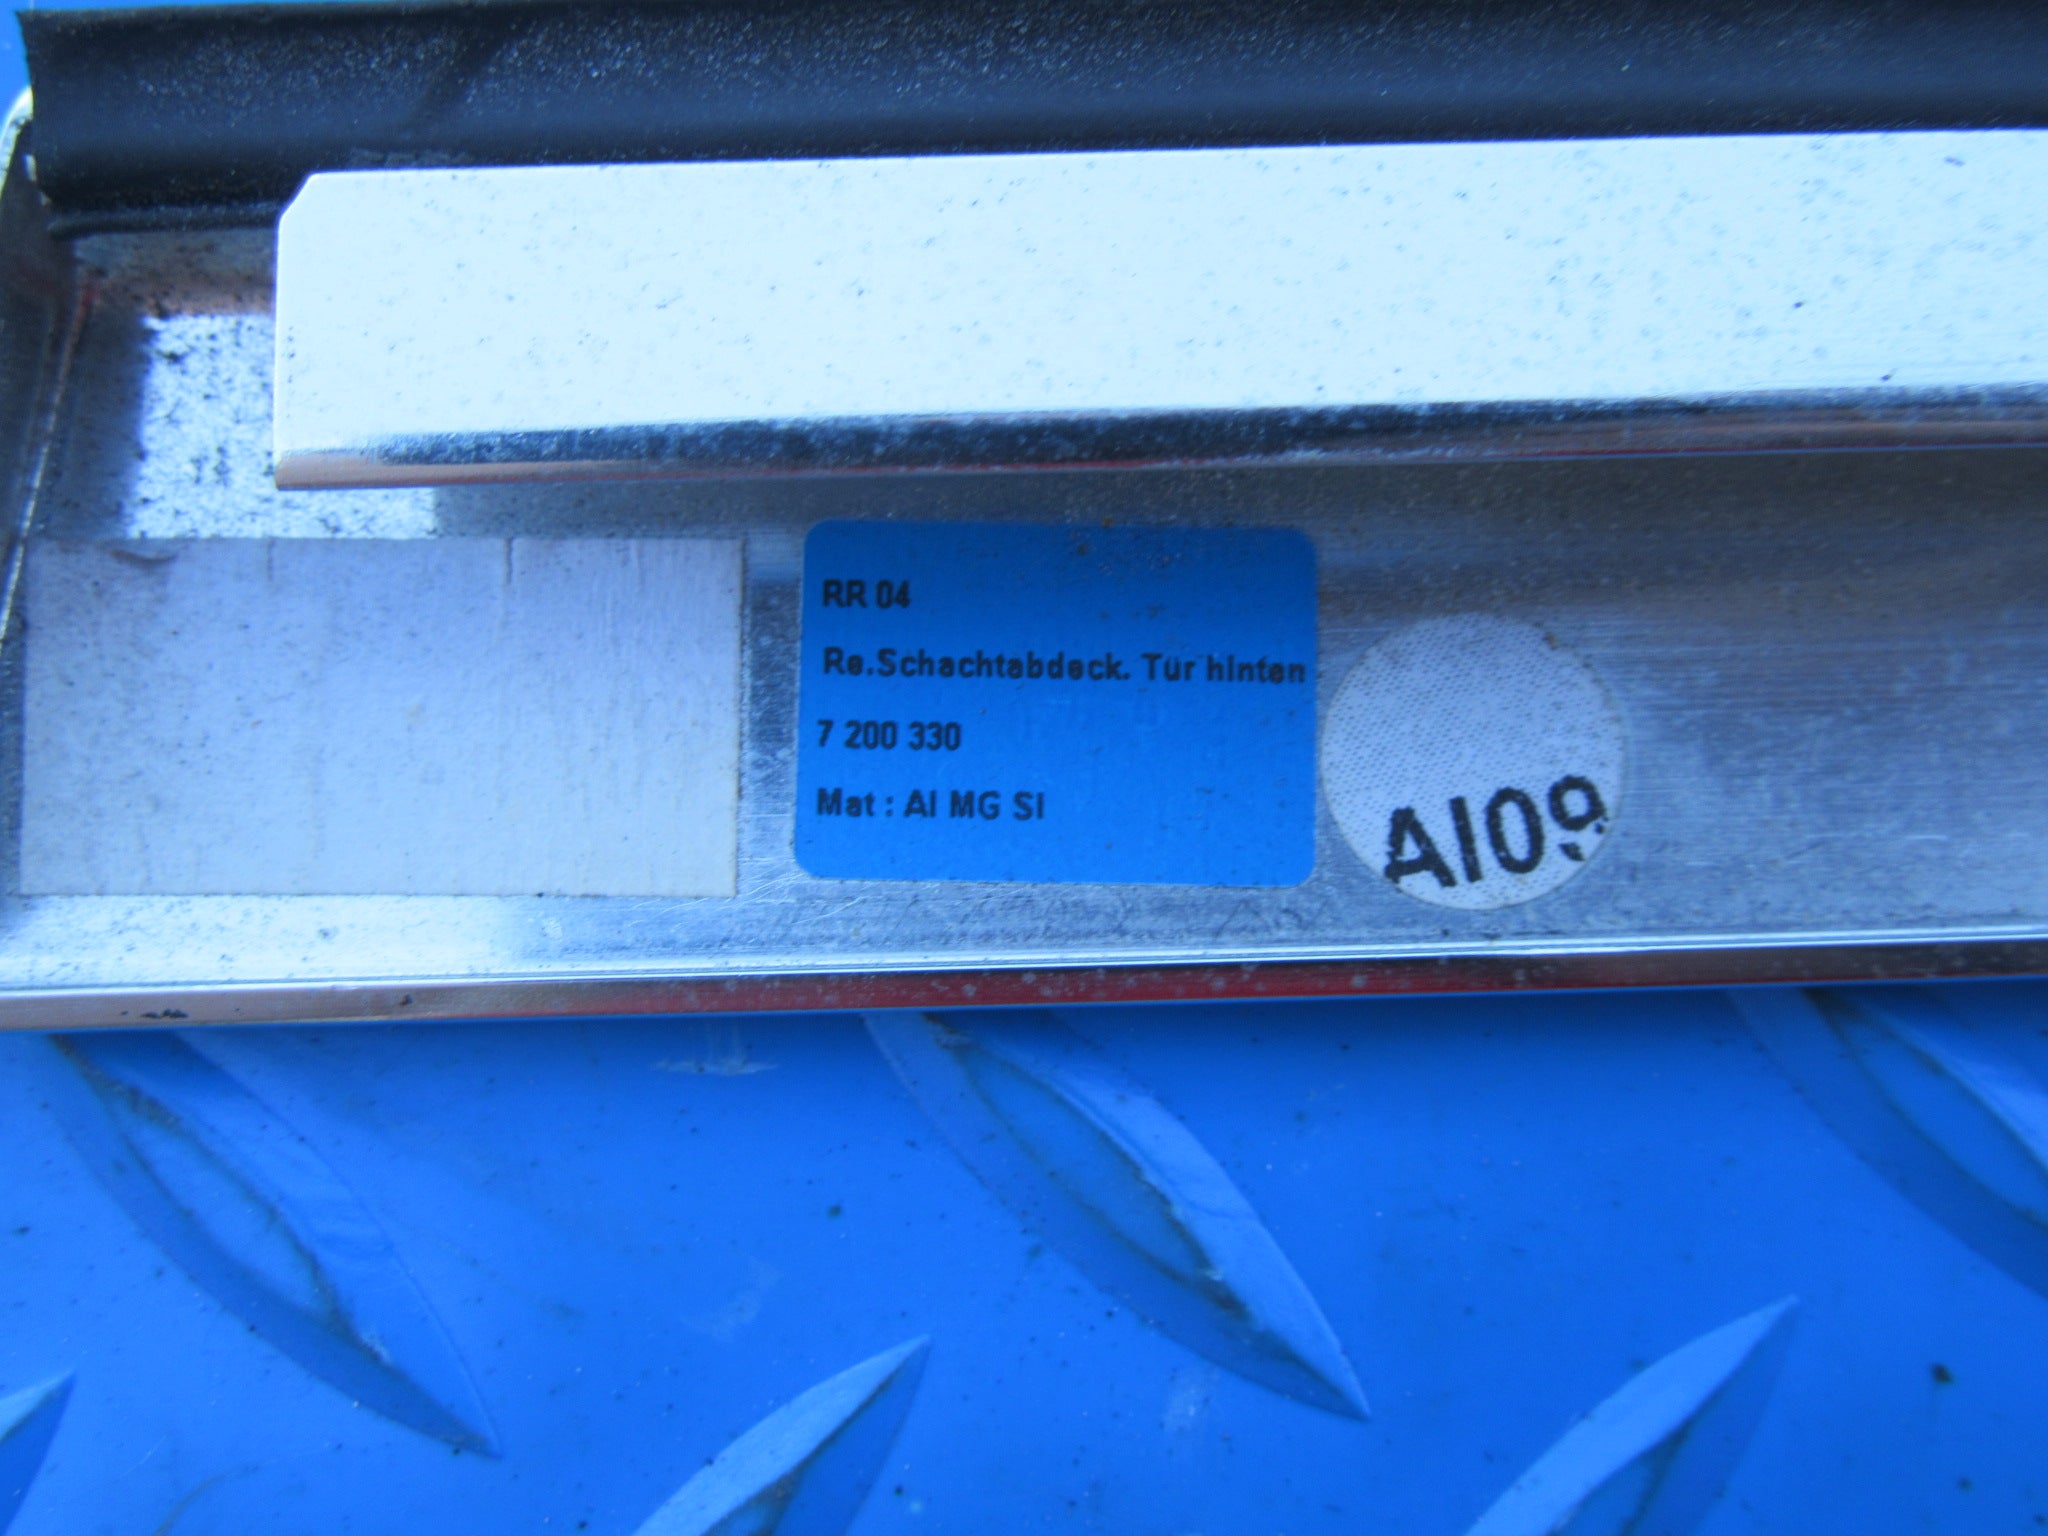 RR 04
Re.Schachtabdeck. Tür hinten
7 200 330
Mat : Al MG SI
A109